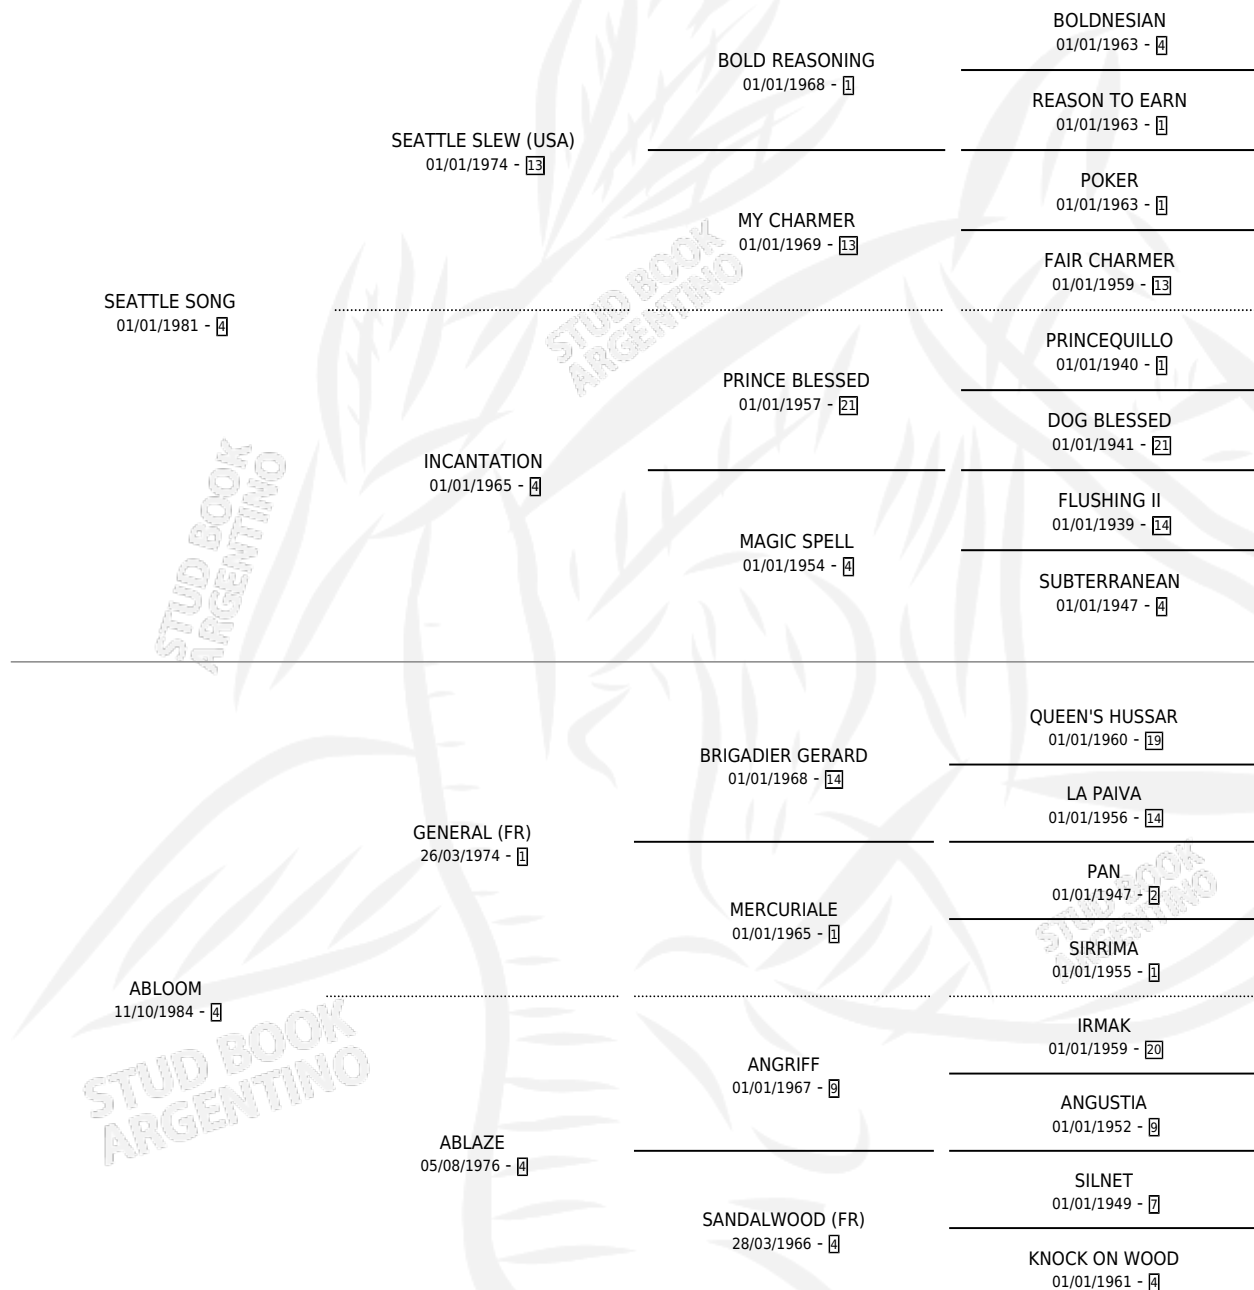 BOLDNESIAN
01/01/1963 - 4
BOLD REASONING
01/01/1968 - 1
REASON TO EARN
01/01/1963 - 1
SEATTLE SLEW (USA)
01/01/1974 - 13
POKER
01/01/1963 - 1
MY CHARMER
01/01/1969 - 13
FAIR CHARMER
01/01/1959 - 13
SEATTLE SONG
01/01/1981 - 4
PRINCEQUILLO
01/01/1940 - 1
PRINCE BLESSED
01/01/1957 - 21
DOG BLESSED
01/01/1941 - 21
INCANTATION
01/01/1965 - 4
FLUSHING II
01/01/1939 - 14
MAGIC SPELL
01/01/1954 - 4
SUBTERRANEAN
01/01/1947 - 4
QUEEN'S HUSSAR
01/01/1960 - 19
BRIGADIER GERARD
01/01/1968 - 14
LA PAIVA
01/01/1956 - 14
GENERAL (FR)
26/03/1974 - 1
PAN
01/01/1947 - 2
MERCURIALE
01/01/1965 - 1
SIRRIMA
01/01/1955 - 1
ABLOOM
11/10/1984 - 4
IRMAK
01/01/1959 - 20
ANGRIFF
01/01/1967 - 9
ANGUSTIA
01/01/1952 - 9
ABLAZE
05/08/1976 - 4
SILNET
01/01/1949 - 7
SANDALWOOD (FR)
28/03/1966 - 4
KNOCK ON WOOD
01/01/1961 - 4
STUD BOOK
ARGENTINO
STUD BOOK
ARGENTINO
STUD BOOK
ARGENTINO
STUD BOOK
ARGENTINO